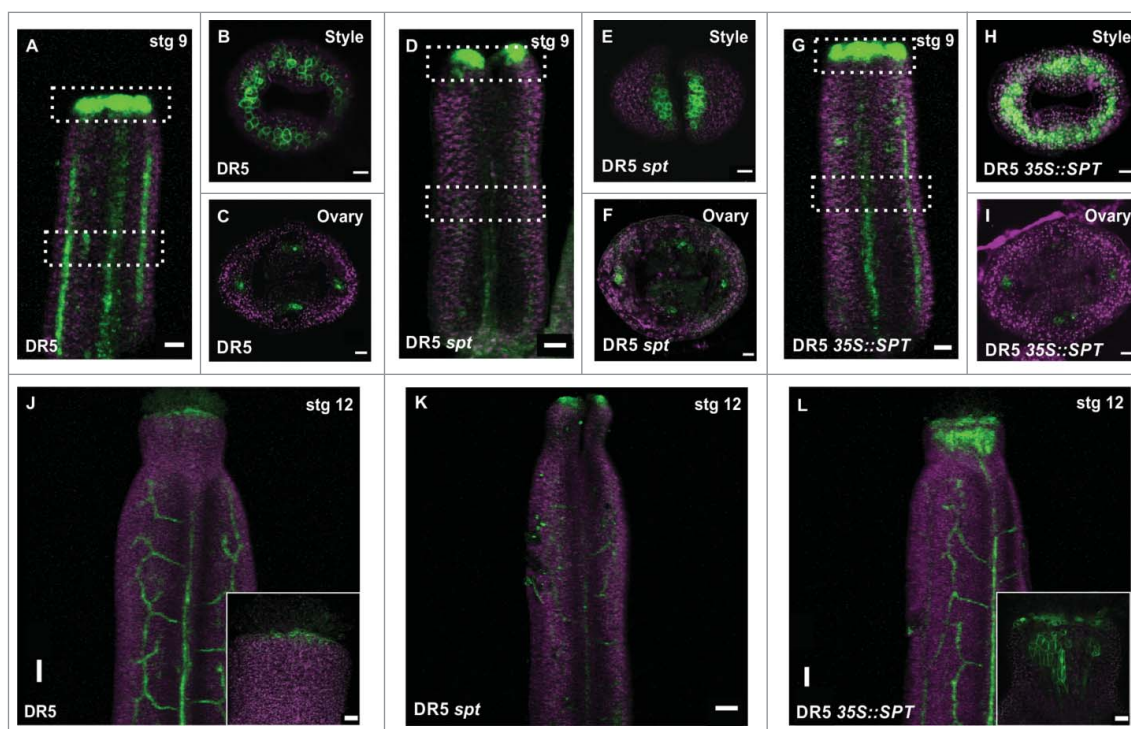 A
stg 9
DR5
B
Style
DR5
C
Ovary
DR5
D
stg 9
DR5 spt
E
Style
DR5 spt
F
Ovary
DR5 spt
G
stg 9
DR5 35S::SPT
H
Style
DR5 35S::SPT
I
Ovary
DR5 35S::SPT
J
stg 12
DR5
K
stg 12
DR5 spt
L
stg 12
DR5 35S::SPT